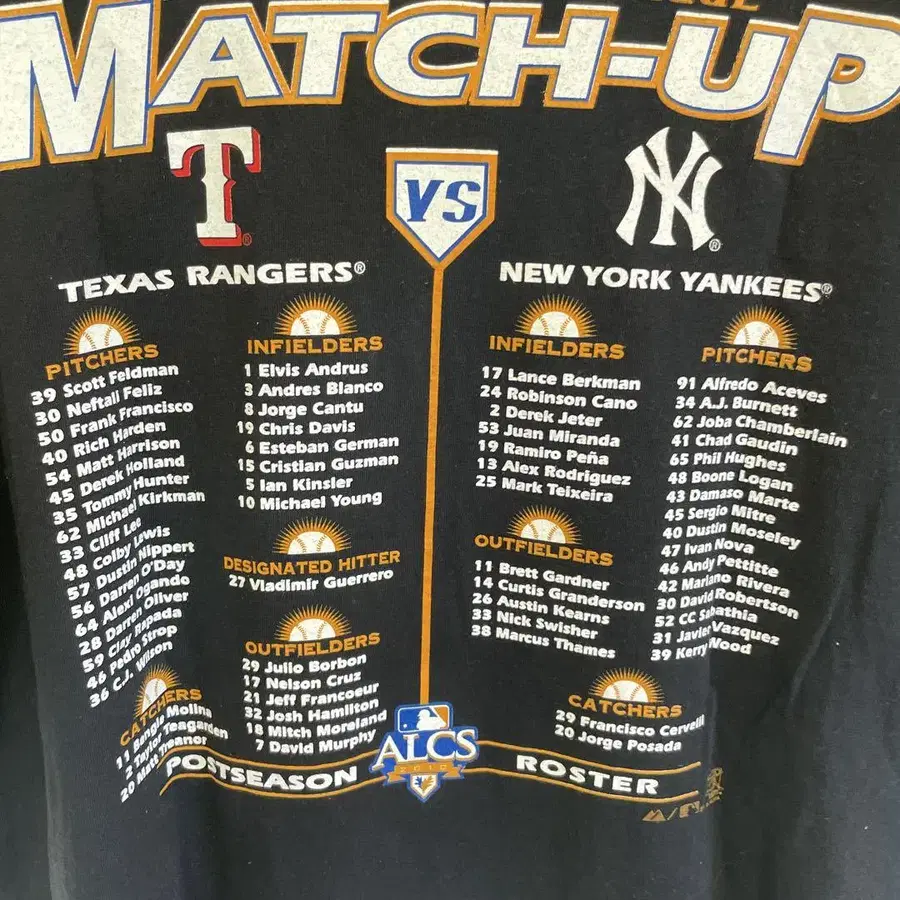 MATCH-UP
T
®
VS
NY
®
TEXAS RANGERS®
PITCHERS
39 Scott Feldman
30 Neftali Feliz
50 Frank Francisco
40 Rich Harden
54 Matt Harrison
45 Derek Holland
35 Tommy Hunter
62 Michael Kirkman
33 Cliff Lee
48 Colby Lewis
57 Dustin Nippert
56 Darren O'Day
64 Alexi Ogando
28 Darren Oliver
59 Clay Rapada
46 Pedro Strop
36 C.J. Wilson
CATCHERS
11 Bengie Molina
2 Taylor Teagarden
20 Matt Treanor
INFIELDERS
1 Elvis Andrus
3 Andres Blanco
8 Jorge Cantu
19 Chris Davis
6 Esteban German
15 Cristian Guzman
5 Ian Kinsler
10 Michael Young
DESIGNATED HITTER
27 Vladimir Guerrero
OUTFIELDERS
29 Julio Borbon
17 Nelson Cruz
21 Jeff Francoeur
32 Josh Hamilton
18 Mitch Moreland
7 David Murphy
NEW YORK YANKEES®
INFIELDERS
17 Lance Berkman
24 Robinson Cano
2 Derek Jeter
53 Juan Miranda
19 Ramiro Peña
13 Alex Rodriguez
25 Mark Teixeira
OUTFIELDERS
11 Brett Gardner
14 Curtis Granderson
26 Austin Kearns
33 Nick Swisher
38 Marcus Thames
PITCHERS
91 Alfredo Aceves
34 A.J. Burnett
62 Joba Chamberlain
41 Chad Gaudin
65 Phil Hughes
48 Boone Logan
43 Damaso Marte
45 Sergio Mitre
40 Dustin Moseley
47 Ivan Nova
46 Andy Pettitte
42 Mariano Rivera
30 David Robertson
52 CC Sabathia
31 Javier Vazquez
39 Kerry Wood
CATCHERS
29 Francisco Cervelli
20 Jorge Posada
POSTSEASON
ALCS
2010
ROSTER